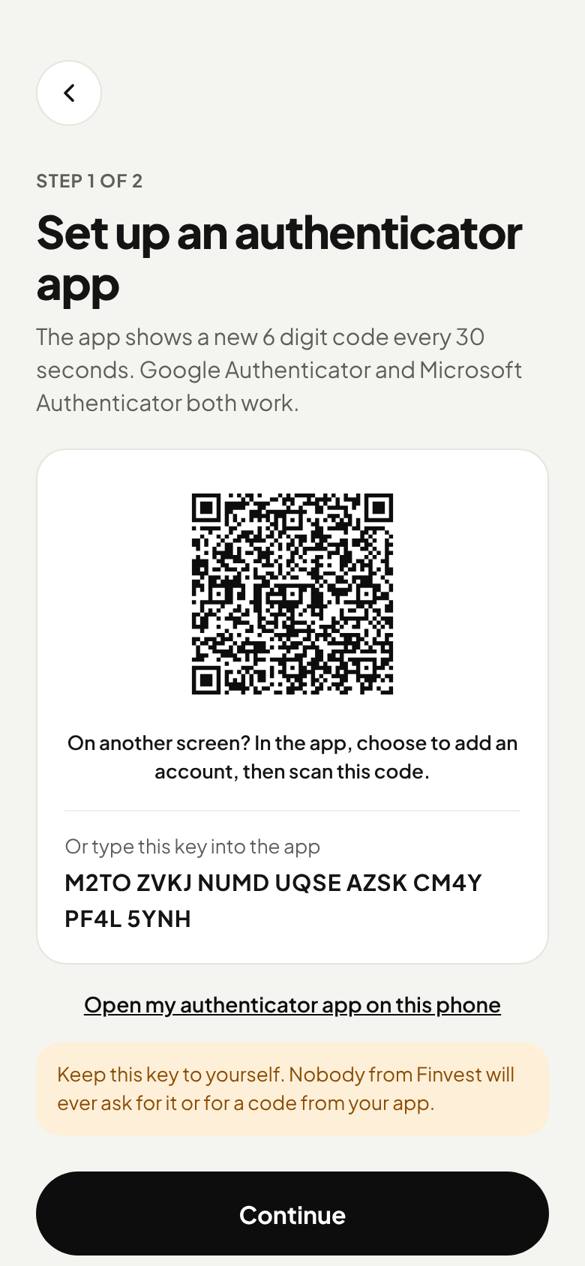 STEP 1 OF 2
Set up an authenticator
app
The app shows a new 6 digit code every 30
seconds. Google Authenticator and Microsoft
Authenticator both work.
On another screen? In the app, choose to add an
account, then scan this code.
Or type this key into the app
M2TO ZVKJ NUMD UQSE AZSK CM4Y
PF4L 5YNH
Open my authenticator app on this phone
Keep this key to yourself. Nobody from Finvest will
ever ask for it or for a code from your app.
Continue